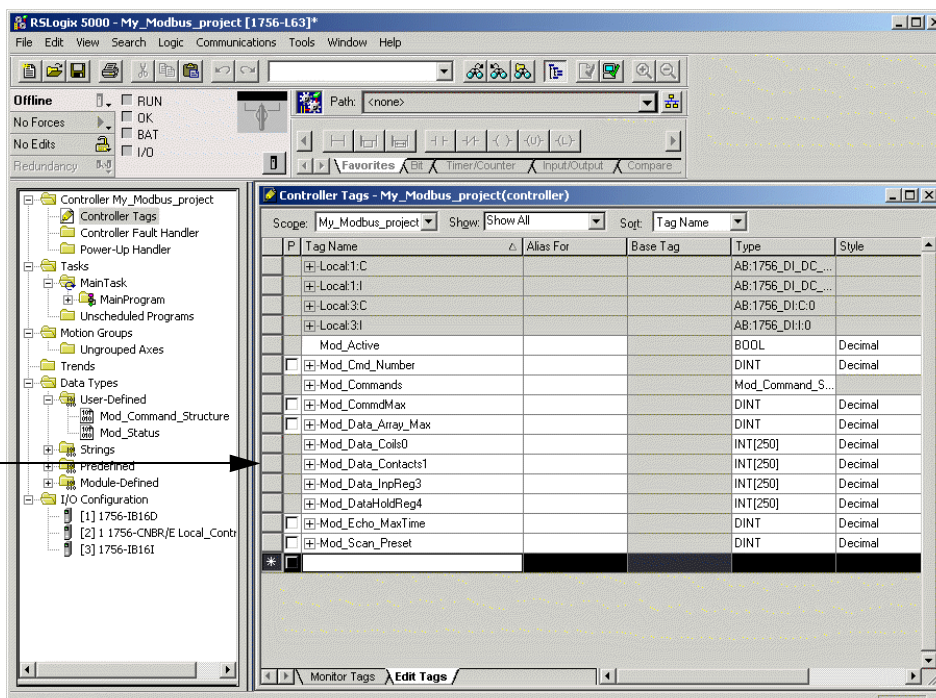 RSLogix 5000 - My_Modbus_project [1756-L63]*
File Edit View Search Logic Communications Tools Window Help
Offline
No Forces
No Edits
Redundancy
RUN
OK
BAT
I/O
Path: <none>
Favorites Bit Timer/Counter Input/Output Compare
Controller My_Modbus_project
Controller Tags
Controller Fault Handler
Power-Up Handler
Tasks
MainTask
MainProgram
Unscheduled Programs
Motion Groups
Ungrouped Axes
Trends
Data Types
User-Defined
Mod_Command_Structure
Mod_Status
Strings
Predefined
Module-Defined
I/O Configuration
[1] 1756-IB16D
[2] 1 1756-CNBR/E Local_Contr
[3] 1756-IB16I
Controller Tags - My_Modbus_project(controller)
Scope: My_Modbus_project Show: Show All Sort: Tag Name
P Tag Name Alias For Base Tag Type Style
Local:1:C AB:1756_DI_DC_...
Local:1:I AB:1756_DI_DC_...
Local:3:C AB:1756_DI:C:0
Local:3:I AB:1756_DI:I:0
Mod_Active BOOL Decimal
Mod_Cmd_Number DINT Decimal
Mod_Commands Mod_Command_S...
Mod_CommdMax DINT Decimal
Mod_Data_Array_Max DINT Decimal
Mod_Data_Coils0 INT[250] Decimal
Mod_Data_Contacts1 INT[250] Decimal
Mod_Data_InpReg3 INT[250] Decimal
Mod_DataHoldReg4 INT[250] Decimal
Mod_Echo_MaxTime DINT Decimal
Mod_Scan_Preset DINT Decimal
Monitor Tags Edit Tags